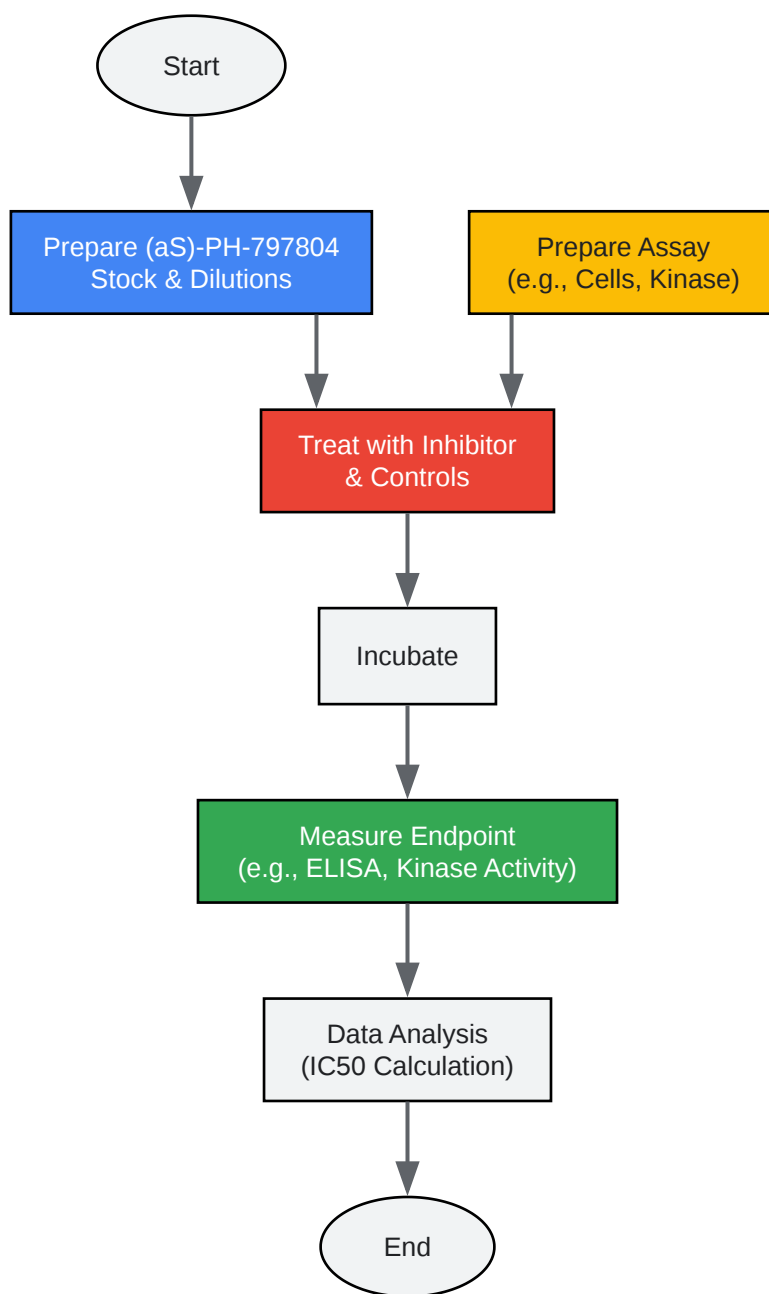 Start
Prepare (aS)-PH-797804
Stock & Dilutions
Prepare Assay
(e.g., Cells, Kinase)
Treat with Inhibitor
& Controls
Incubate
Measure Endpoint
(e.g., ELISA, Kinase Activity)
Data Analysis
(IC50 Calculation)
End